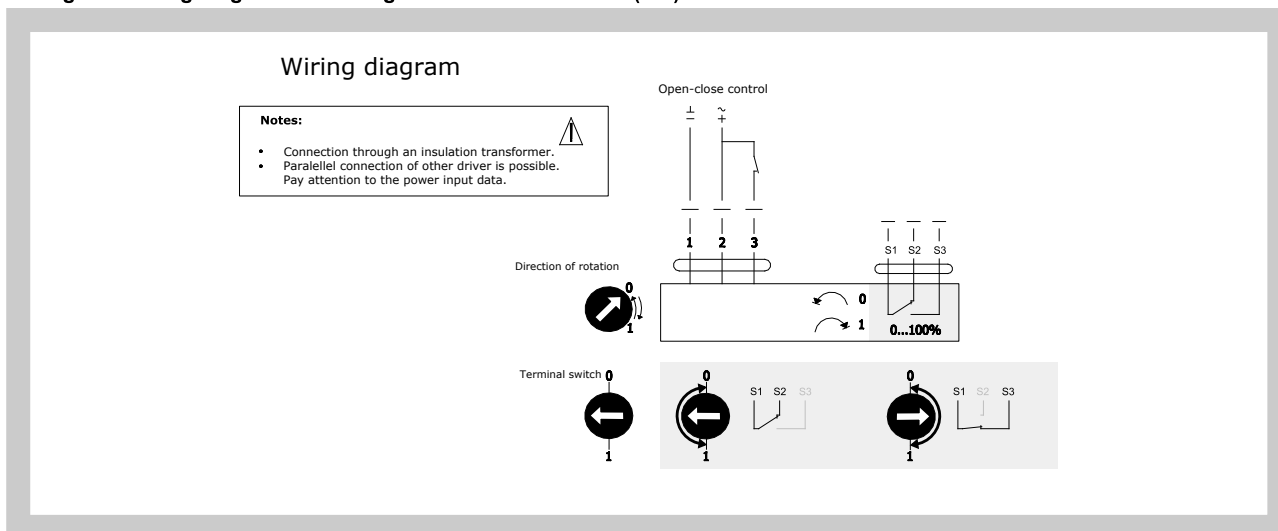 Wiring diagram
Open-close control
Notes:
• Connection through an insulation transformer.
• Paralellel connection of other driver is possible.
Pay attention to the power input data.
~
+
1 2 3
S1 S2 S3
Direction of rotation
0
1
0
1
0...100%
Terminal switch 0
1
0
1
S1 S2 S3
0
1
S1 S2 S3